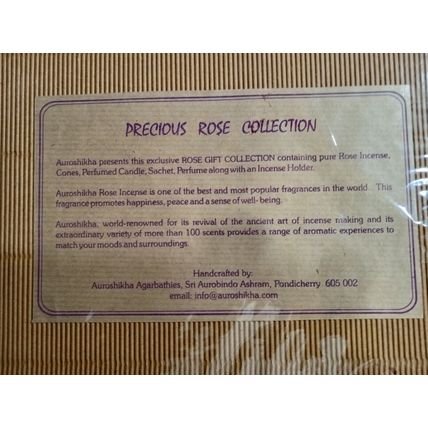 PRECIOUS ROSE COLLECTION
Auroshikha presents this exclusive ROSE GIFT COLLECTION containing pure Rose Incense,
Cones, Perfumed Candle, Sachet, Perfume along with an Incense Holder.
Auroshikha Rose Incense is one of the best and most popular fragrances in the world. This
fragrance promotes happiness, peace and a sense of well- being.
Auroshikha, world-renowned for its revival of the ancient art of incense making and its
extraordinary variety of more than 100 scents provides a range of aromatic experiences to
match your moods and surroundings.
Handcrafted by:
Auroshikha Agarbathies, Sri Aurobindo Ashram, Pondicherry 605 002
email: info@auroshikha.com